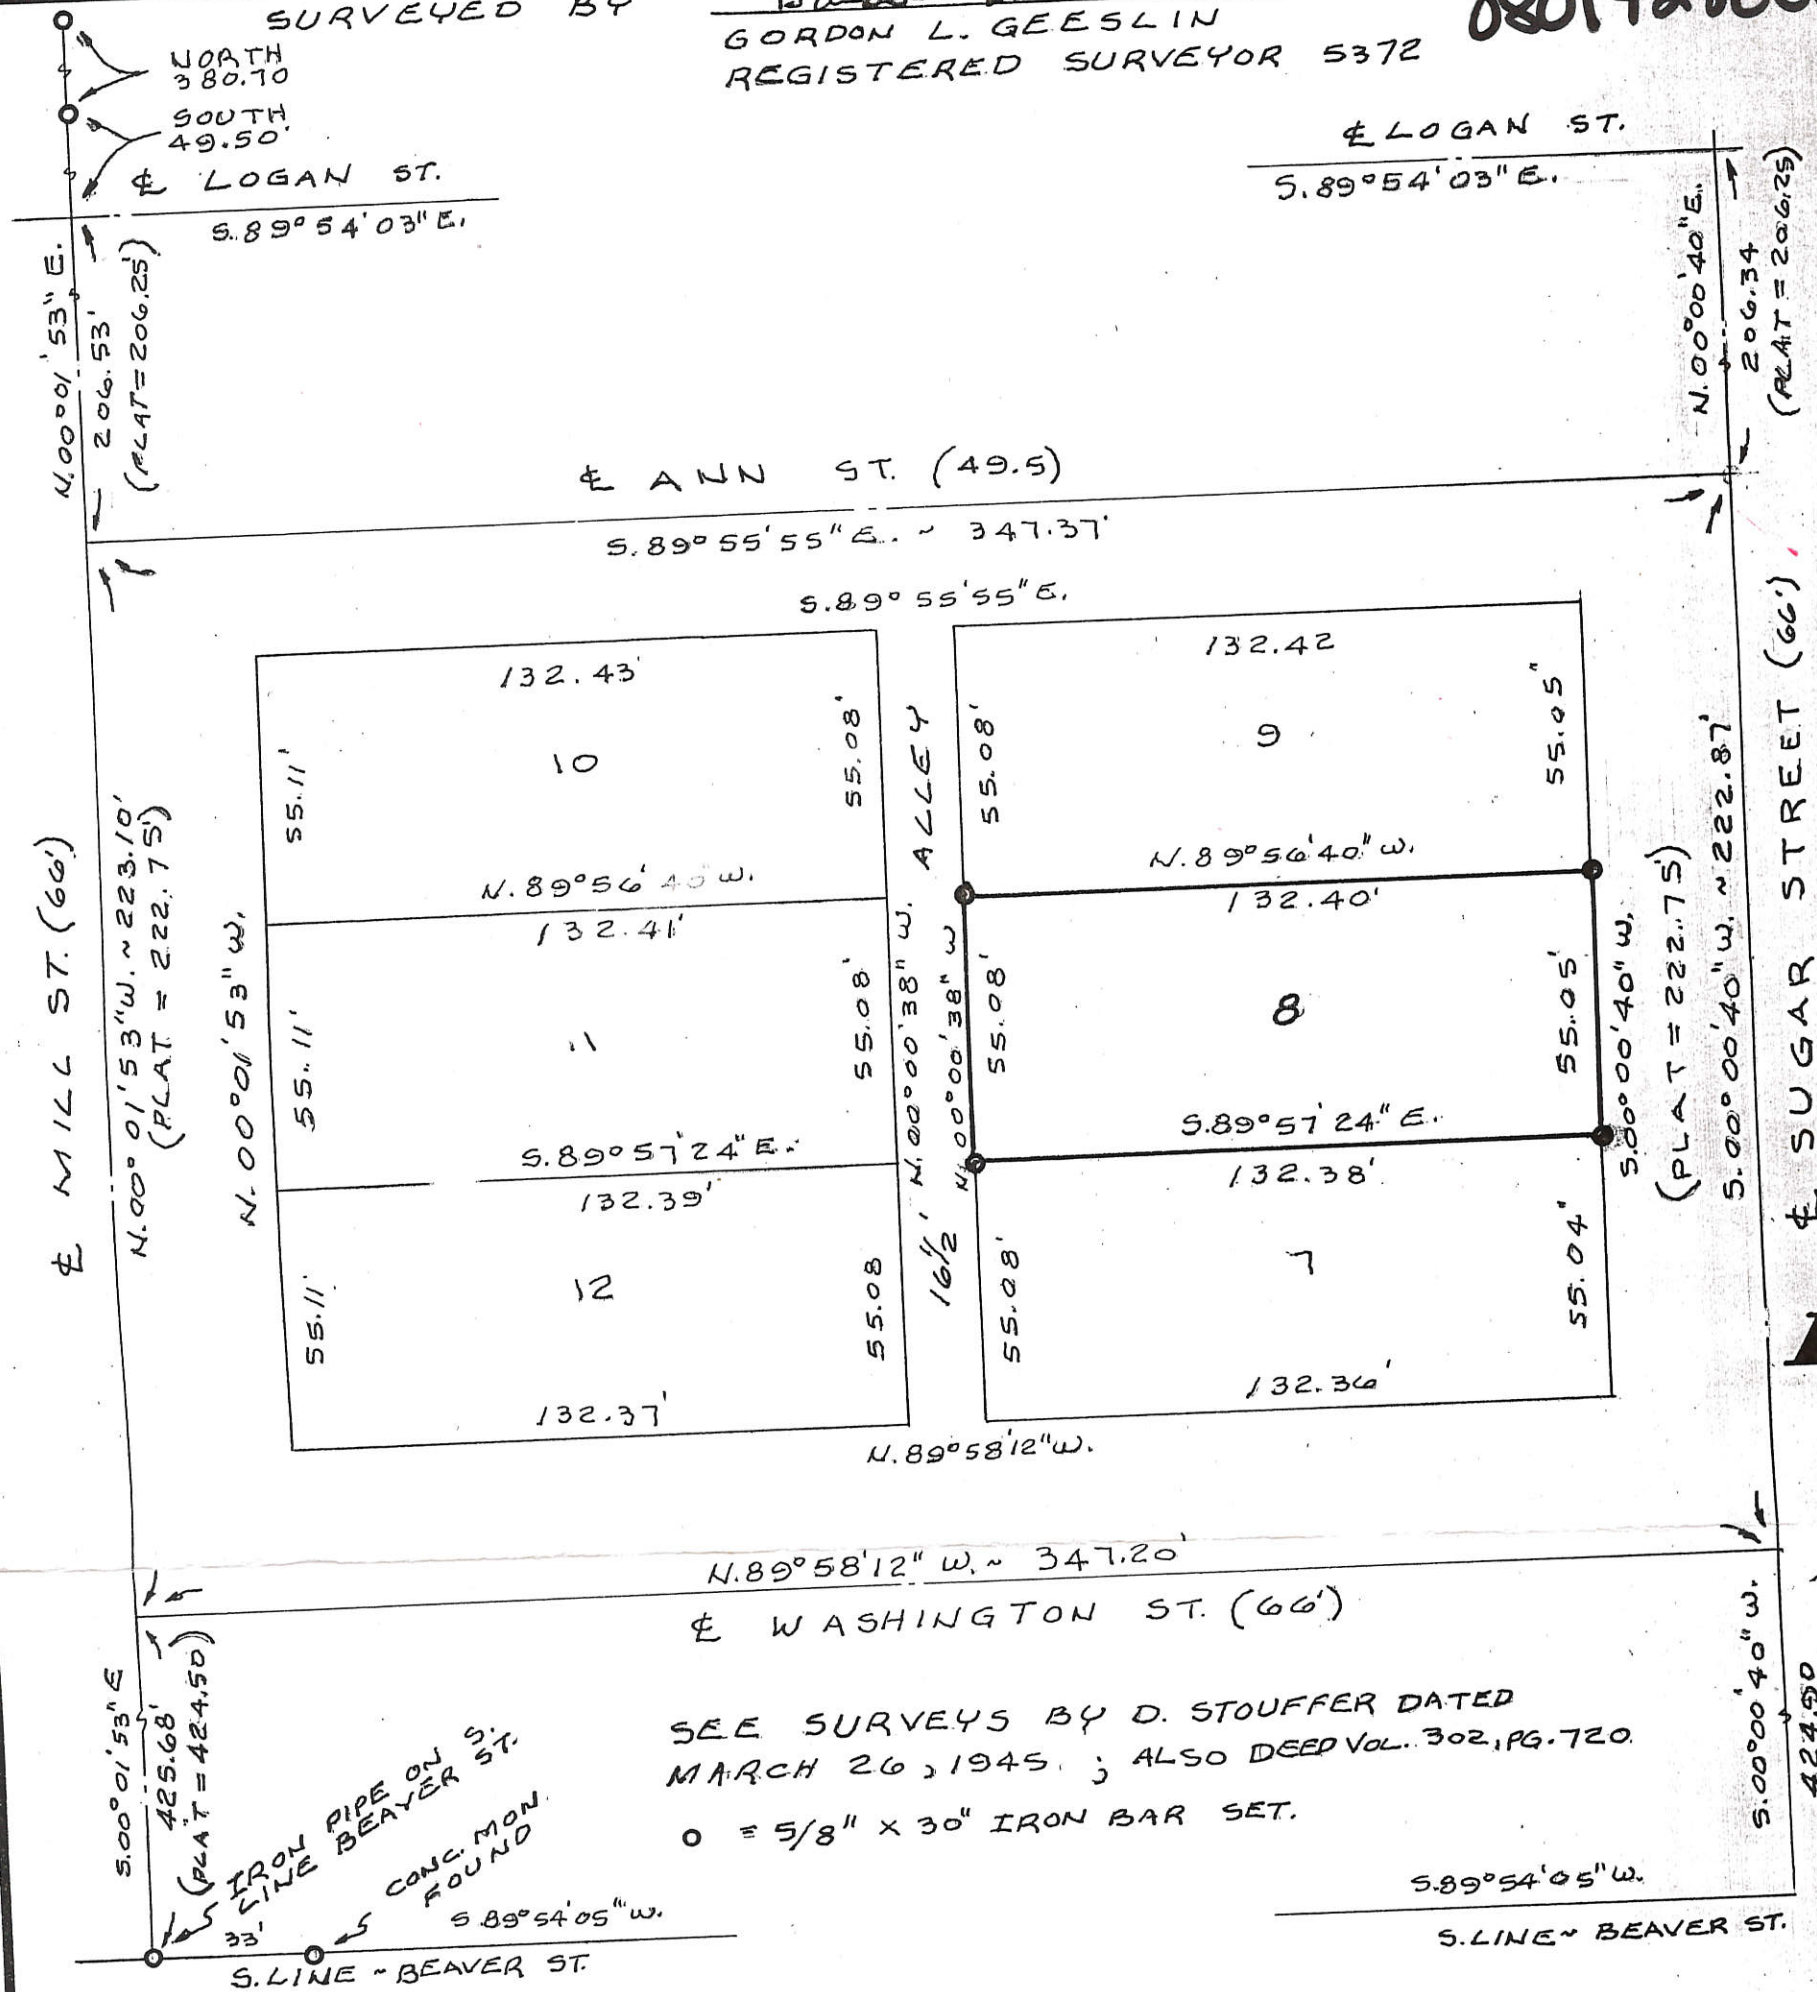 SURVEYED BY
GORDON L. GEESLIN
REGISTERED SURVEYOR 5372
NORTH
380.70
SOUTH
49.50'
℄ LOGAN ST.
S.89°54'03"E.
℄ LOGAN ST.
S.89°54'03"E.
N.00°01'53"E.
206.53'
(PLAT=206.25')
N.00°00'40"E.
206.34
(PLAT=206.25)
℄ ANN ST. (49.5)
S.89°55'55"E. ~ 347.37'
S.89°55'55"E.
132.43'
132.42
55.11'
10
55.08'
ALLEY
55.08'
9
55.05"
N.89°56'40"W.
132.41'
N.89°56'40"W.
132.40'
℄ MILL ST. (66')
N.00°01'53"W. ~ 223.10'
(PLAT = 222.75')
N.00°01'53"W.
55.11'
11
55.08'
N.00°00'38"W.
N.00°00'38"W
16½'
55.08'
8
55.05'
S.00°00'40"W.
(PLAT = 222.75)
S.00°00'40"W. ~ 222.87'
℄ SUGAR STREET (66')
S.89°57'24"E.
132.39'
S.89°57'24"E.
132.38'
55.11'
12
55.08
55.08'
7
55.04"
132.37'
132.36'
N.89°58'12"W.
N.89°58'12"W. ~ 347.20'
℄ WASHINGTON ST. (66')
S.00°01'53"E
425.68'
(PLAT=424.50)
S.00°00'40"W.
424.50
SEE SURVEYS BY D. STOUFFER DATED
MARCH 26, 1945. ; ALSO DEED VOL. 302, PG. 720.
o = 5/8" X 30" IRON BAR SET.
IRON PIPE ON S.
LINE BEAVER ST.
CONC. MON.
FOUND
33'
S.89°54'05"W.
S.LINE ~ BEAVER ST.
S.89°54'05"W.
S.LINE ~ BEAVER ST.